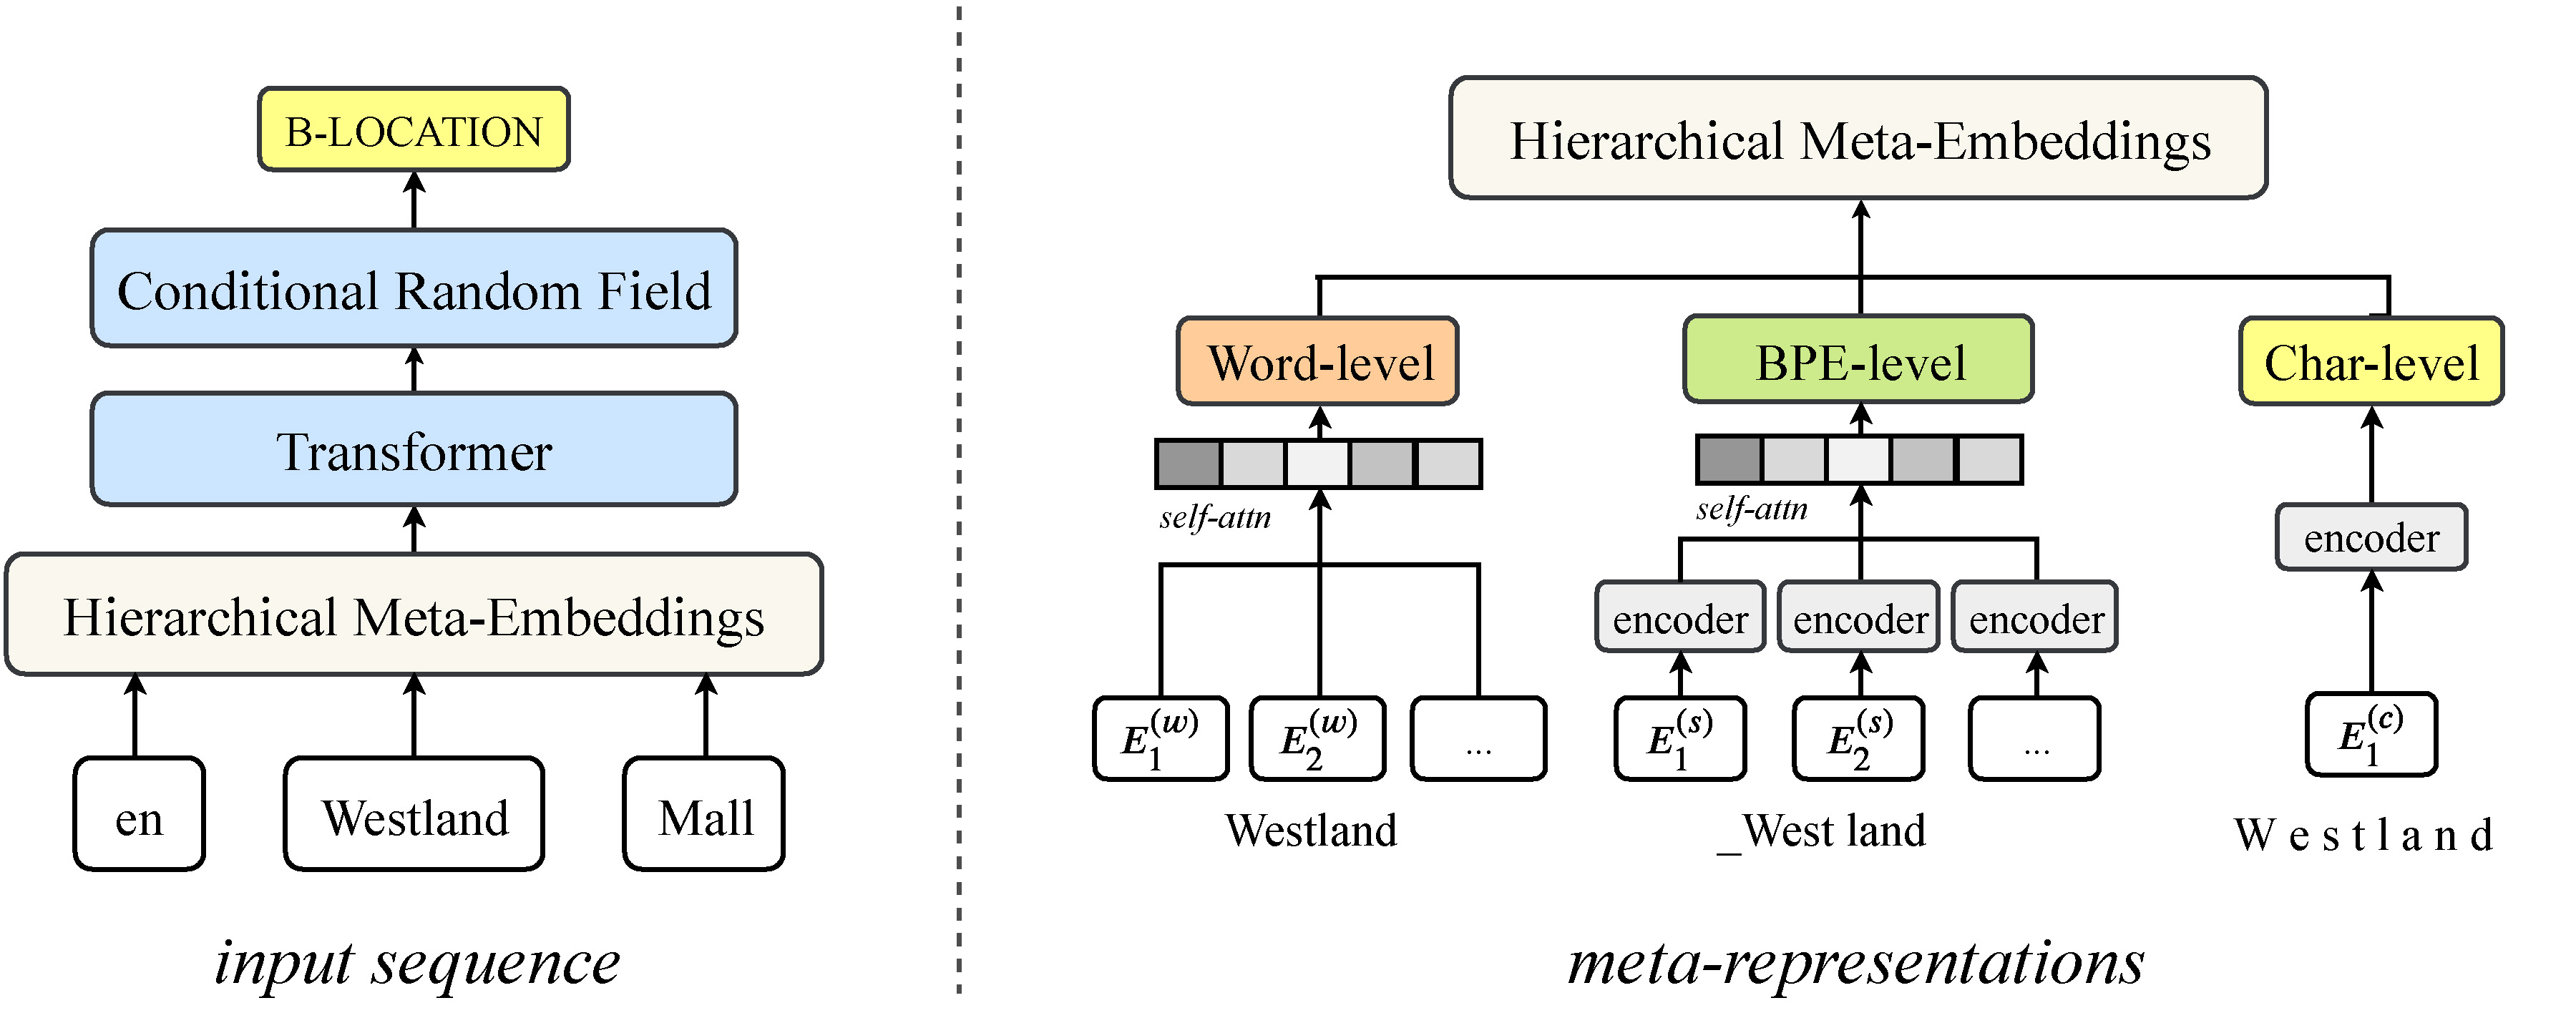 B-LOCATION
Conditional Random Field
Transformer
Hierarchical Meta-Embeddings
en Westland Mall
input sequence
Hierarchical Meta-Embeddings
Word-level BPE-level Char-level
self-attn self-attn
encoder
encoder encoder encoder
E_1^{(w)} E_2^{(w)} ... E_1^{(s)} E_2^{(s)} ... E_1^{(c)}
Westland _West land W e s t l a n d
meta-representations